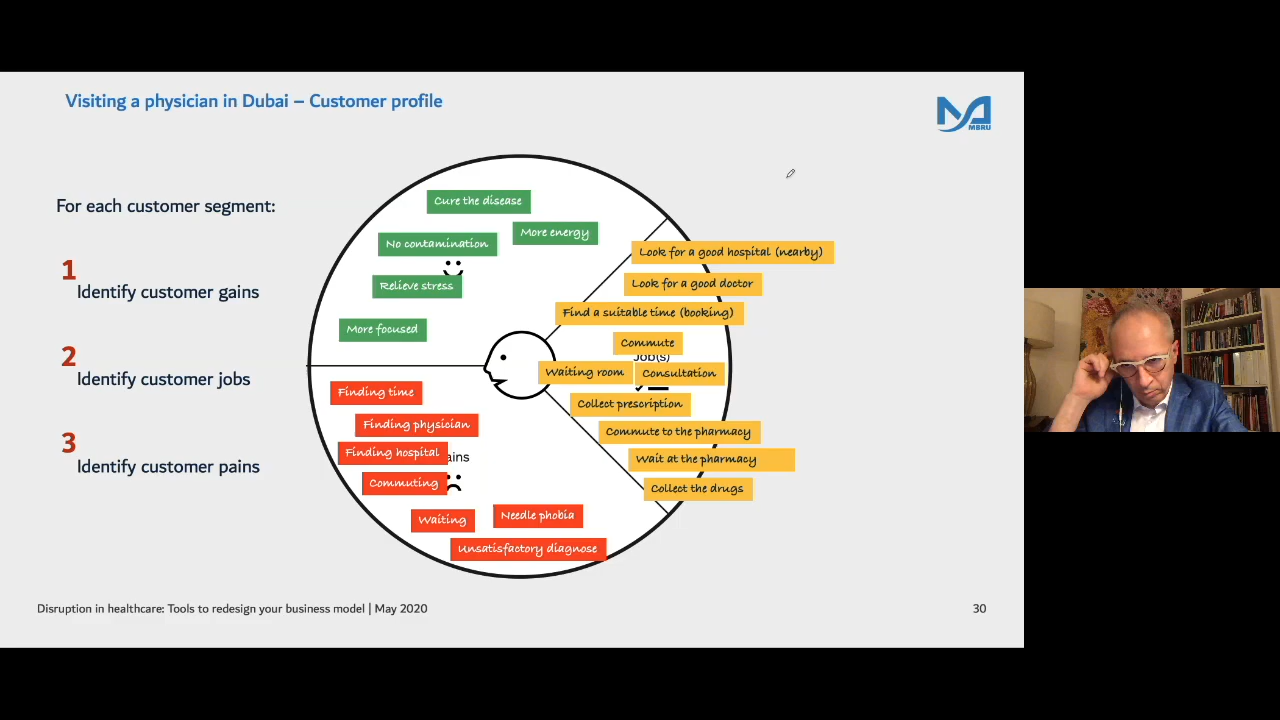 Visiting a physician in Dubai – Customer profile
MBRU
For each customer segment:
1
Identify customer gains
2
Identify customer jobs
3
Identify customer pains
Cure the disease
More energy
No contamination
Relieve stress
More focused
Look for a good hospital (nearby)
Look for a good doctor
Find a suitable time (booking)
Commute
Job(s)
Waiting room
Consultation
Collect prescription
Commute to the pharmacy
Wait at the pharmacy
Collect the drugs
Finding time
Finding physician
Finding hospital
ains
Commuting
Waiting
Needle phobia
Unsatisfactory diagnose
Disruption in healthcare: Tools to redesign your business model | May 2020
30